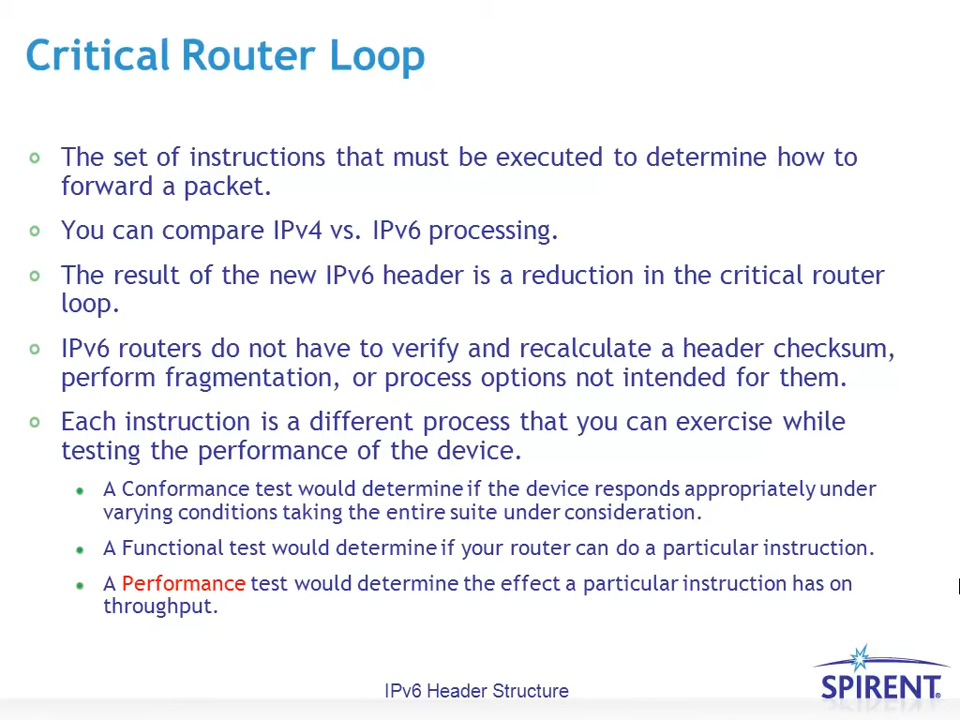 Critical Router Loop
The set of instructions that must be executed to determine how to
forward a packet.
You can compare IPv4 vs. IPv6 processing.
The result of the new IPv6 header is a reduction in the critical router
loop.
IPv6 routers do not have to verify and recalculate a header checksum,
perform fragmentation, or process options not intended for them.
Each instruction is a different process that you can exercise while
testing the performance of the device.
A Conformance test would determine if the device responds appropriately under
varying conditions taking the entire suite under consideration.
A Functional test would determine if your router can do a particular instruction.
A Performance test would determine the effect a particular instruction has on
throughput.
IPv6 Header Structure
SPIRENT®